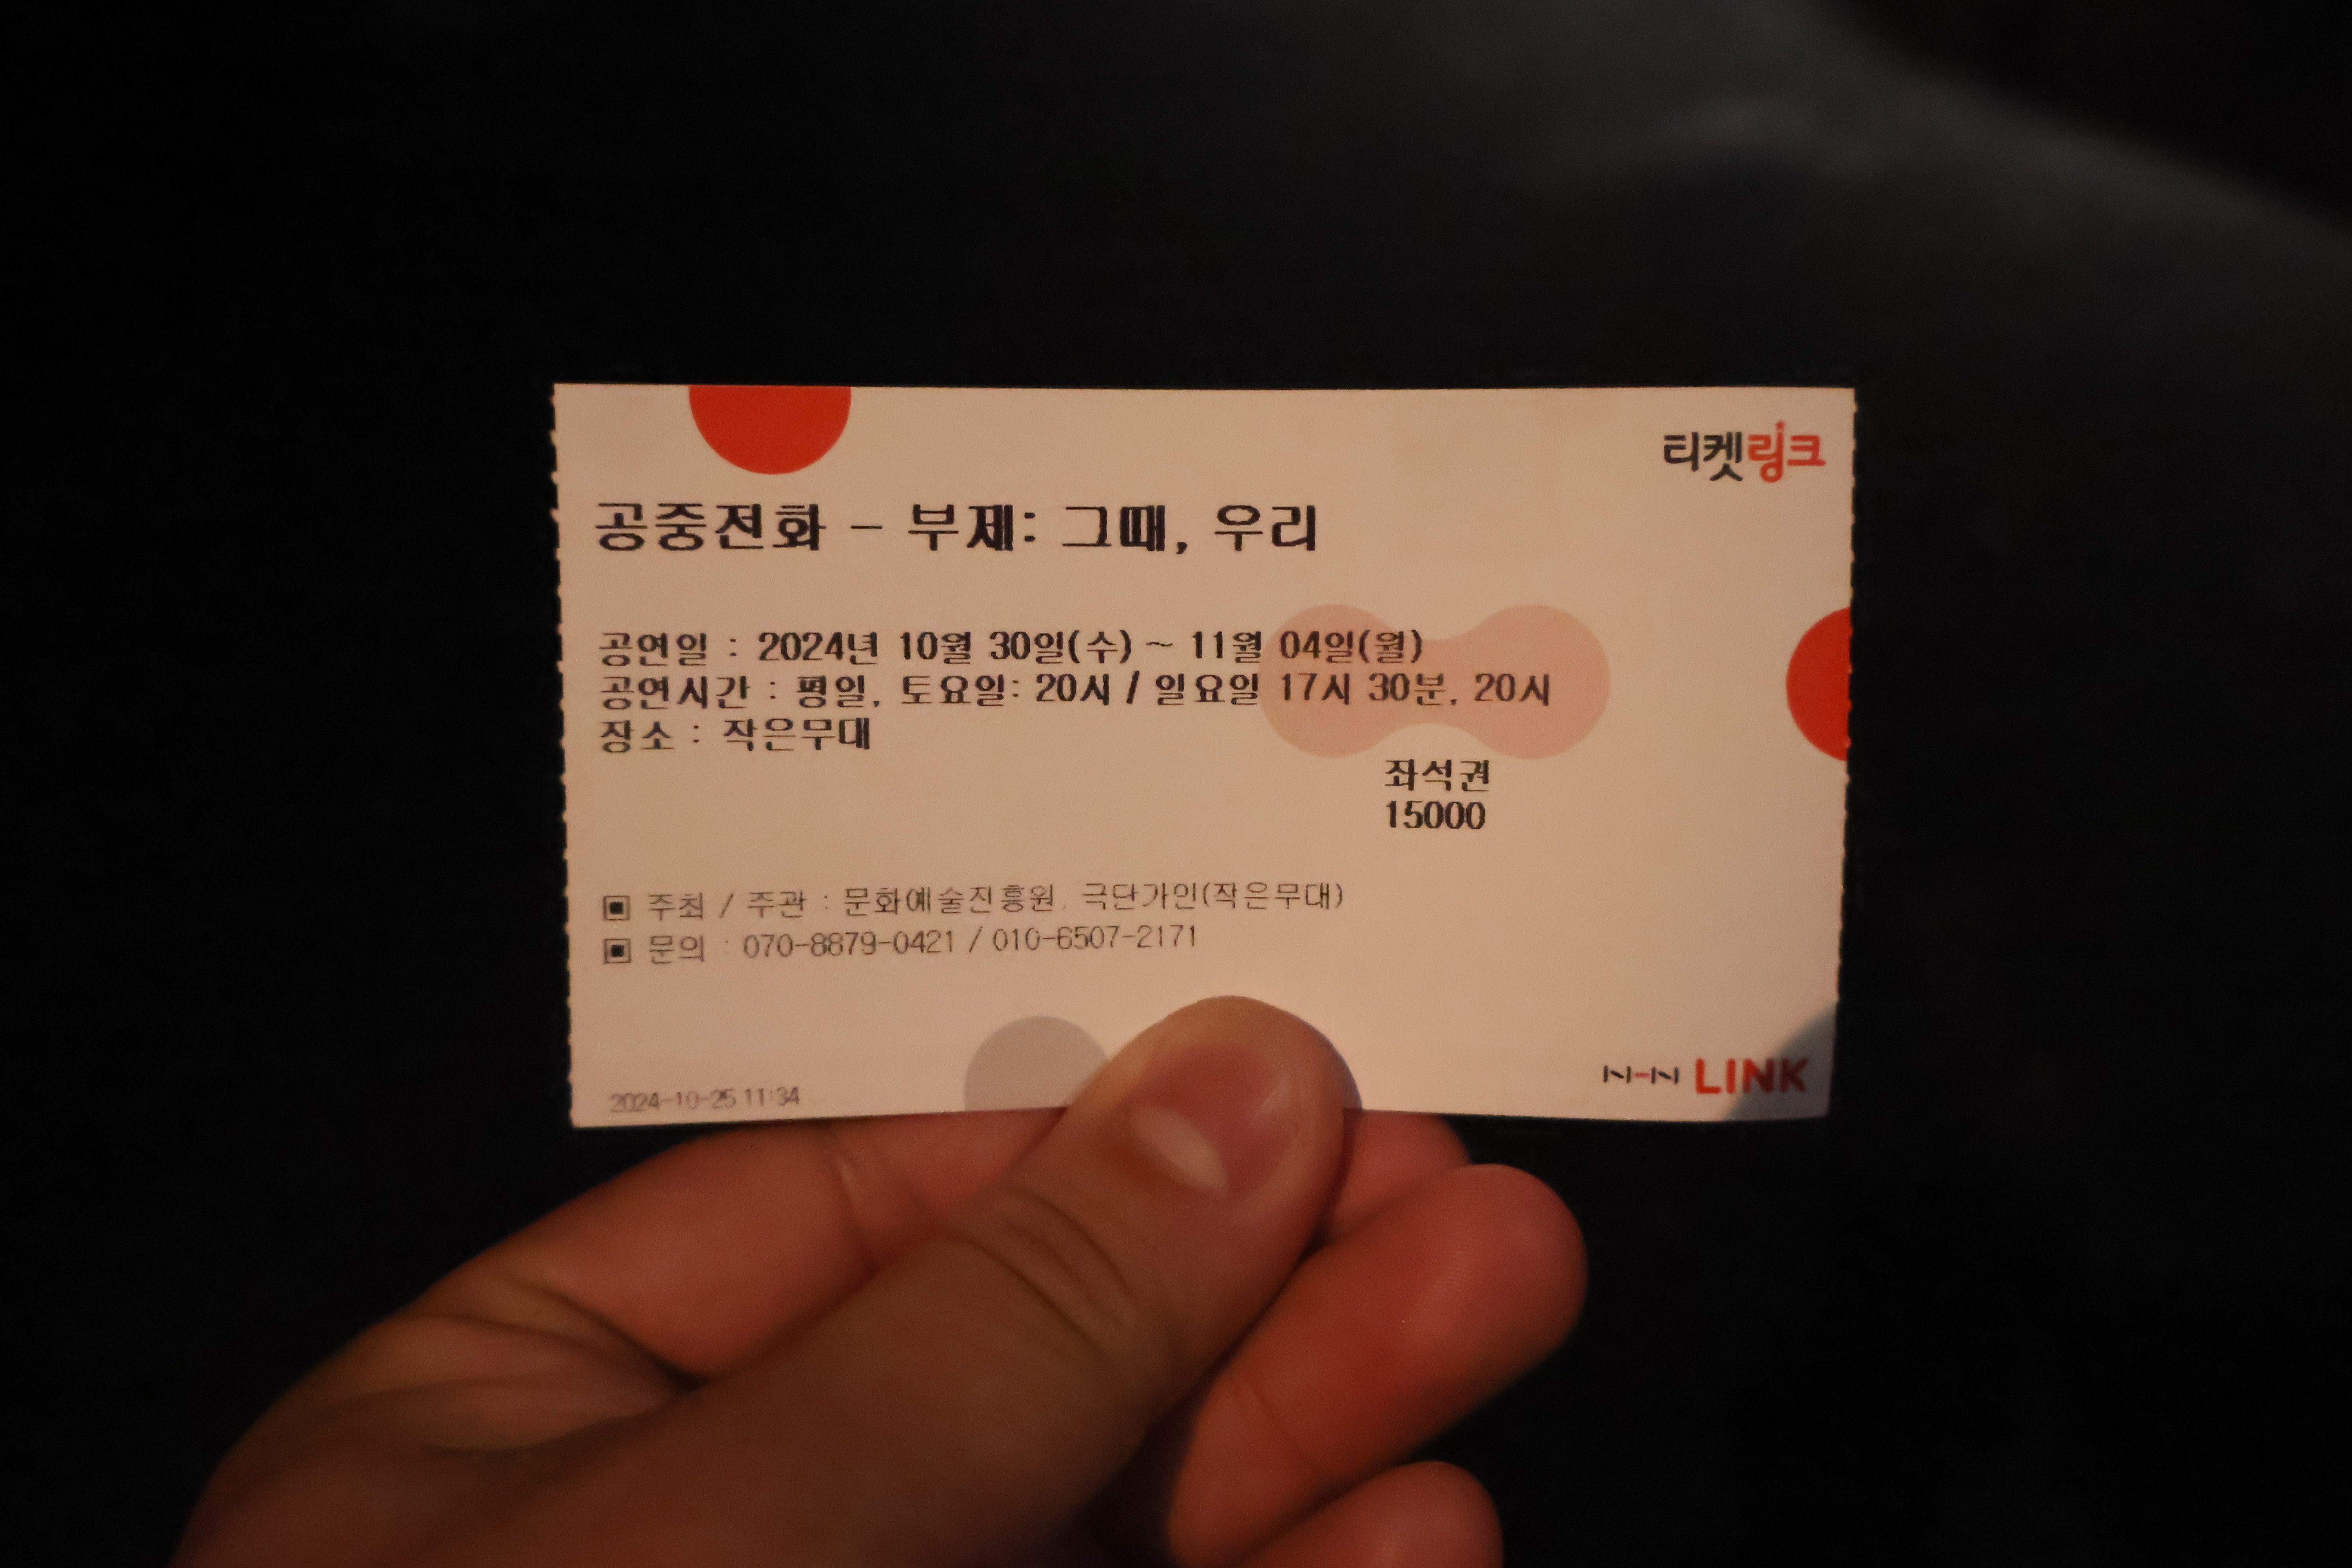 티켓링크
공중전화 - 부제: 그때, 우리
공연일 : 2024년 10월 30일(수) ~ 11월 04일(월)
공연시간 : 평일, 토요일: 20시 / 일요일 17시 30분, 20시
장소 : 작은무대
좌석권
15000
▣ 주최 / 주관 : 문화예술진흥원, 극단가인(작은무대)
▣ 문의 : 070-8879-0421 / 010-6507-2171
2024-10-25 11:34
NHN LINK